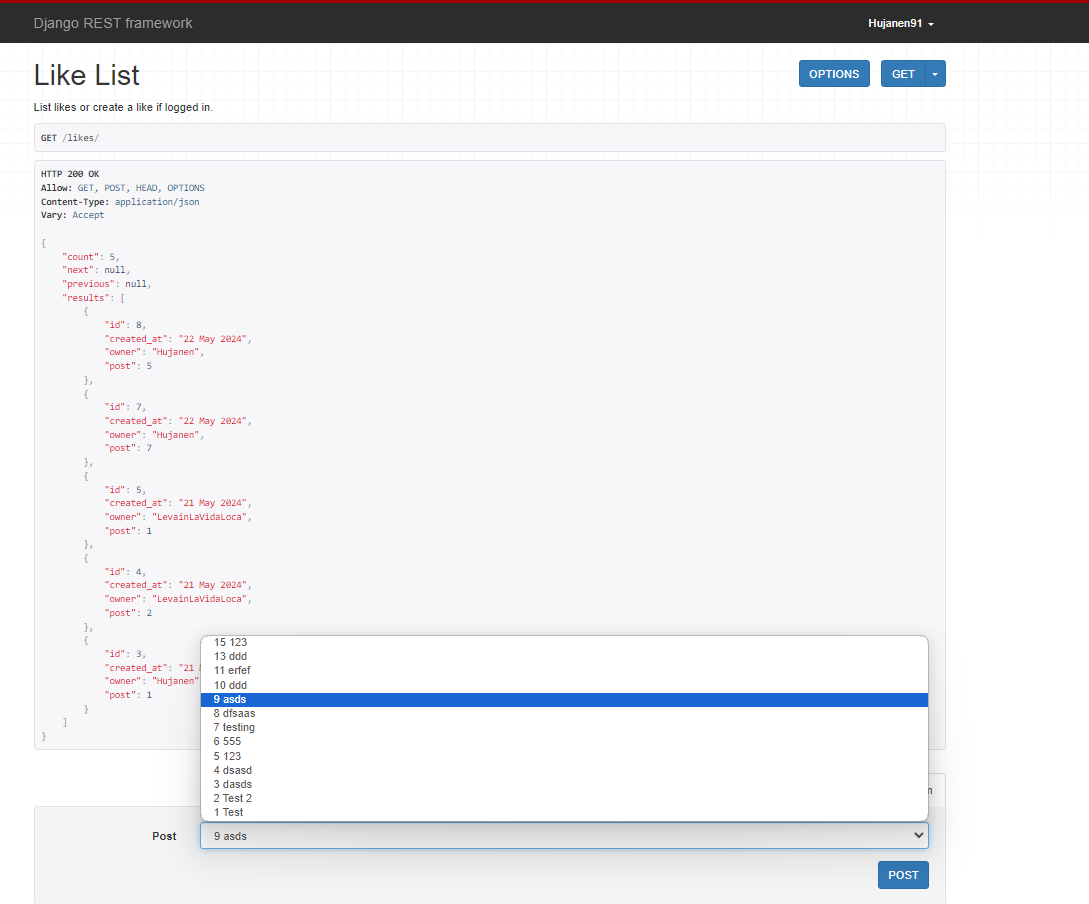 Django REST framework
Hujanen91
Like List
OPTIONS
GET
List likes or create a like if logged in.
GET /likes/
HTTP 200 OK
Allow: GET, POST, HEAD, OPTIONS
Content-Type: application/json
Vary: Accept
{
"count": 5,
"next": null,
"previous": null,
"results": [
{
"id": 8,
"created_at": "22 May 2024",
"owner": "Hujanen",
"post": 5
},
{
"id": 7,
"created_at": "22 May 2024",
"owner": "Hujanen",
"post": 7
},
{
"id": 5,
"created_at": "21 May 2024",
"owner": "LevainLaVidaLoca",
"post": 1
},
{
"id": 4,
"created_at": "21 May 2024",
"owner": "LevainLaVidaLoca",
"post": 2
},
{
"id": 3,
"created_at": "21
"owner": "Hujanen"
"post": 1
}
]
}
15 123
13 ddd
11 erfef
10 ddd
9 asds
8 dfsaas
7 testing
6 555
5 123
4 dsasd
3 dasds
2 Test 2
1 Test
Post
9 asds
POST